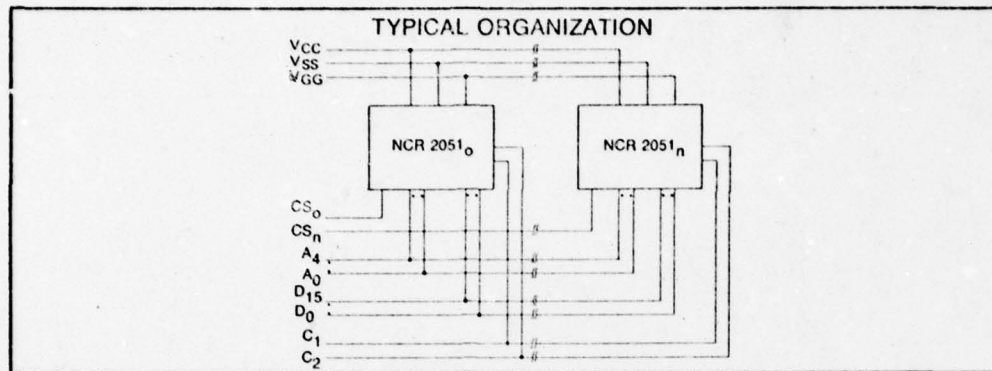 TYPICAL ORGANIZATION
VCC
VSS
VGG
NCR 2051o
NCR 2051n
CSo
CSn
A4
A0
D15
D0
C1
C2